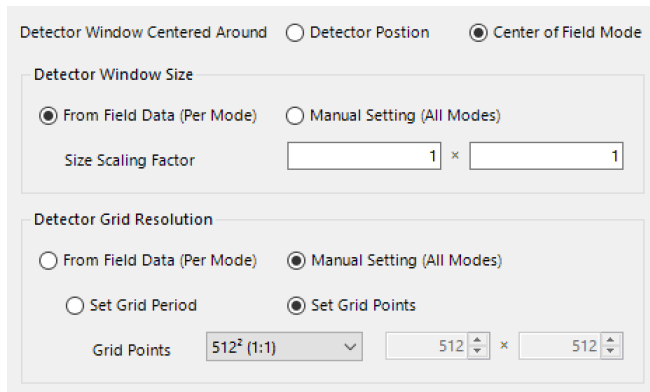 Detector Window Centered Around Detector Postion Center of Field Mode
Detector Window Size
From Field Data (Per Mode) Manual Setting (All Modes)
Size Scaling Factor 1 × 1
Detector Grid Resolution
From Field Data (Per Mode) Manual Setting (All Modes)
Set Grid Period Set Grid Points
Grid Points 512² (1:1) 512 × 512